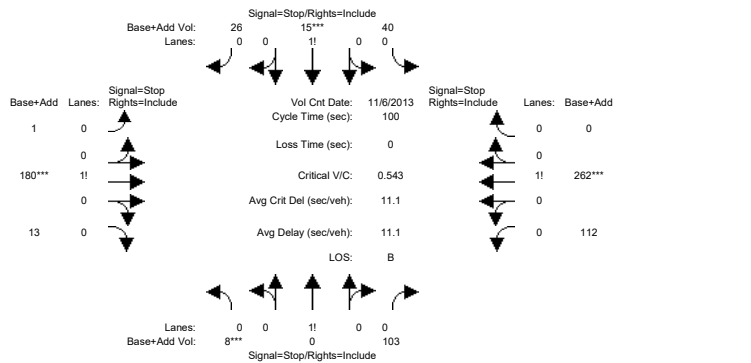 Signal=Stop/Rights=Include
Base+Add Vol: 26 15*** 40
Lanes: 0 0 1! 0 0
Signal=Stop Signal=Stop
Base+Add Lanes: Rights=Include Vol Cnt Date: 11/6/2013 Rights=Include Lanes: Base+Add
Cycle Time (sec): 100
1 0 0 0
Loss Time (sec): 0
0 0
180*** 1! Critical V/C: 0.543 1! 262***
0 Avg Crit Del (sec/veh): 11.1 0
13 0 Avg Delay (sec/veh): 11.1 0 112
LOS: B
Lanes: 0 0 1! 0 0
Base+Add Vol: 8*** 0 103
Signal=Stop/Rights=Include